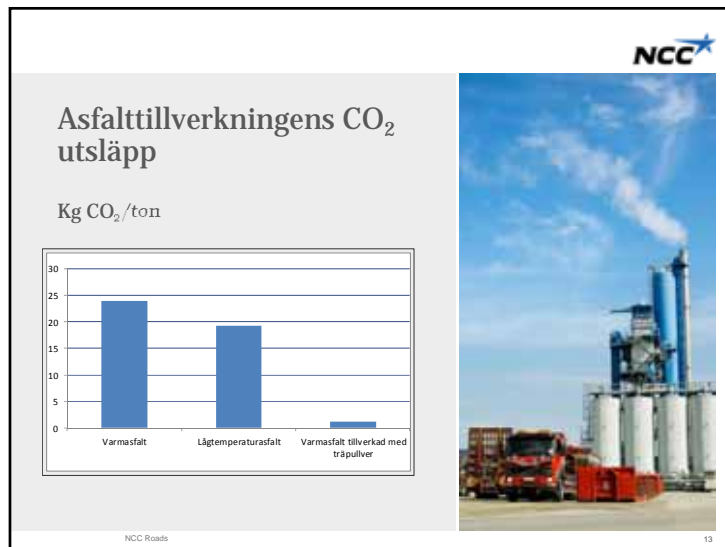 NCC
Asfalttillverkningens CO₂
utsläpp
Kg CO₂/ton
30
25
20
15
10
5
0
Varmasfalt
Lågtemperaturasfalt
Varmasfalt tillverkad med
träpullver
NCC Roads
13